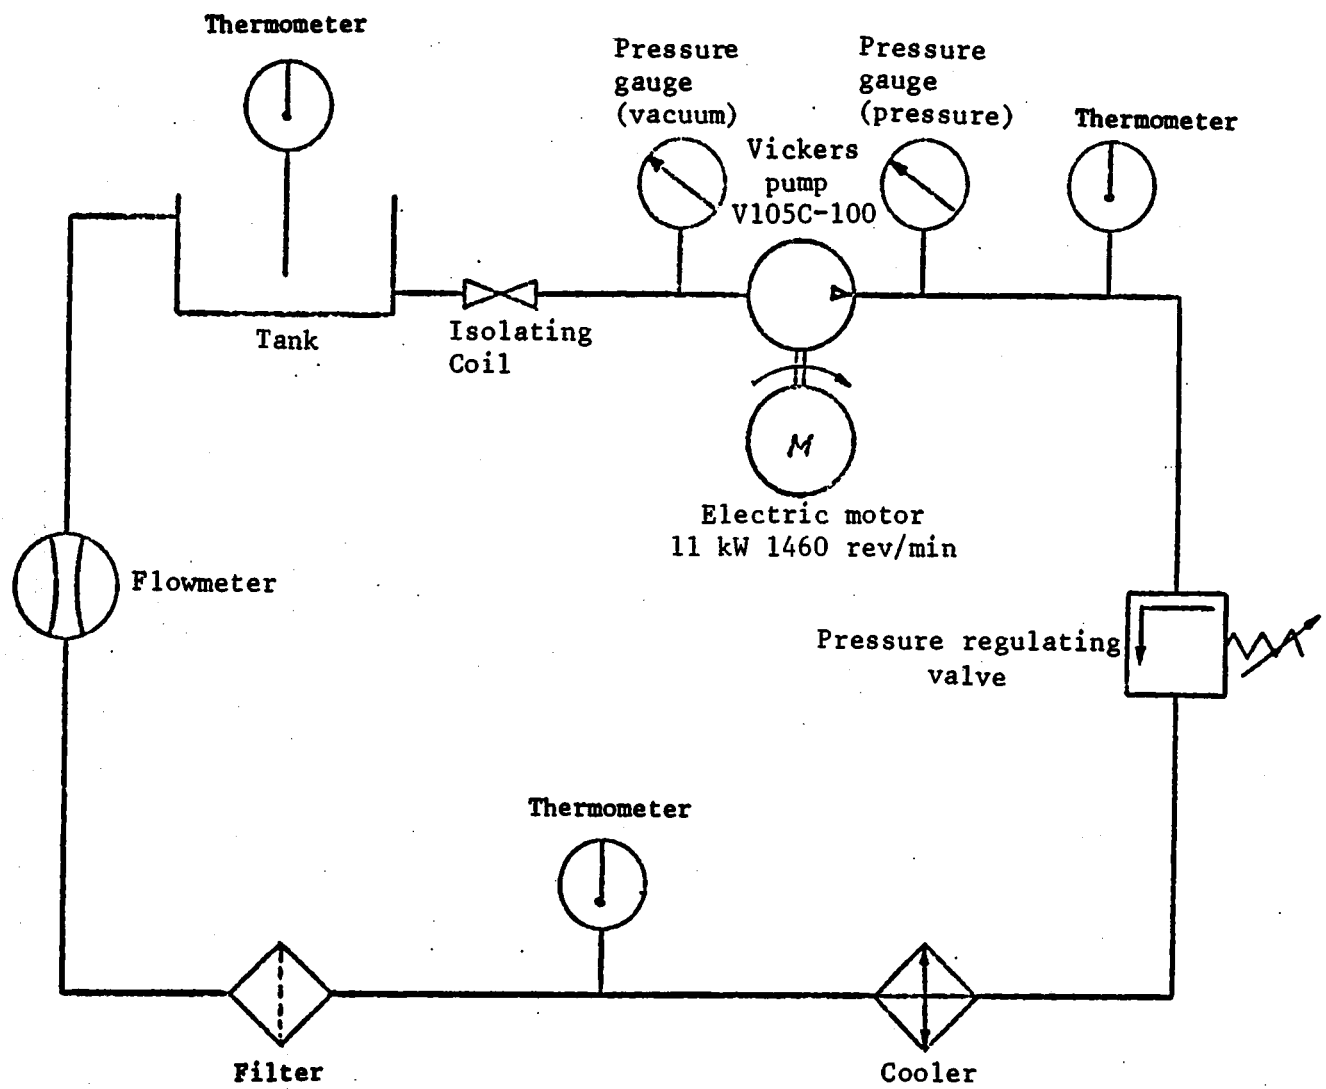 Thermometer
Pressure
gauge
(vacuum)
Pressure
gauge
(pressure)
Thermometer
Vickers
pump
V105C-100
Tank
Isolating
Coil
M
Electric motor
11 kW 1460 rev/min
Flowmeter
Pressure regulating
valve
Thermometer
Filter
Cooler